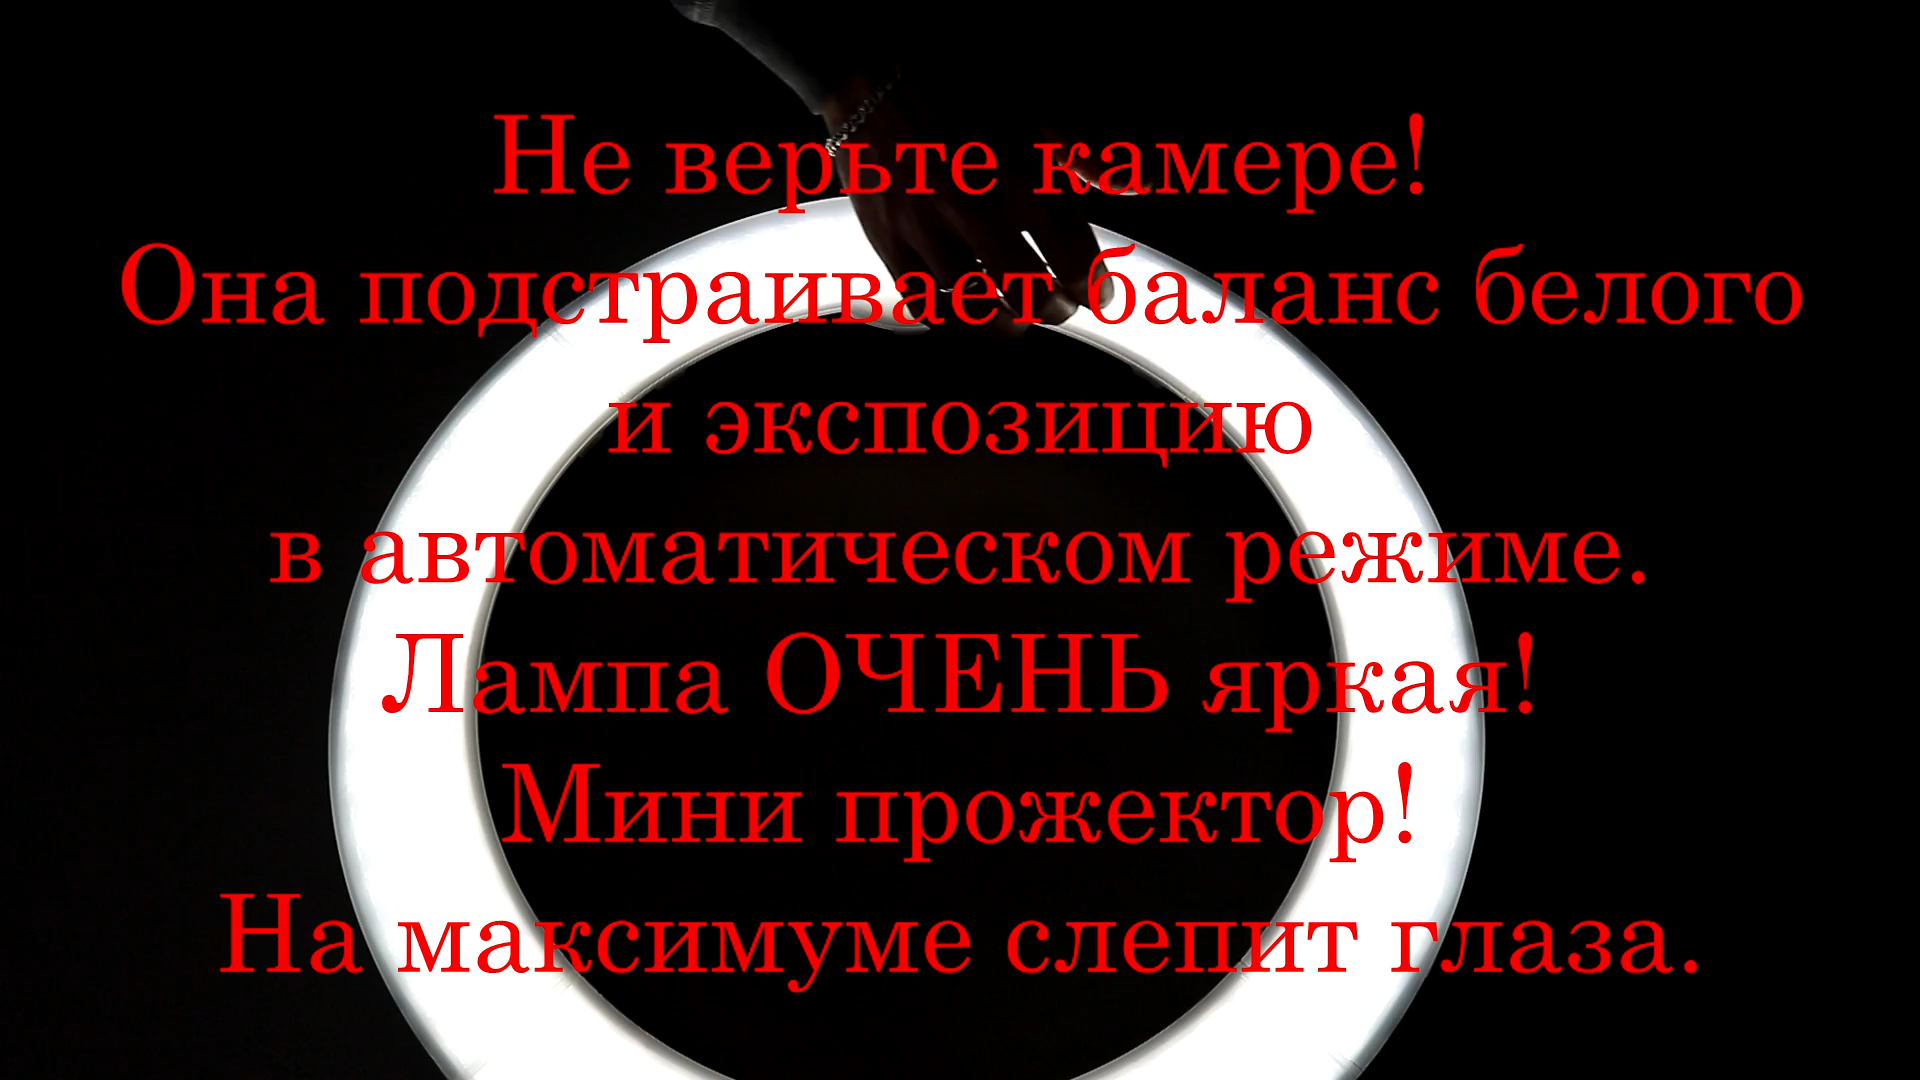 Не верьте камере!
Она подстраивает баланс белого
и экспозицию
в автоматическом режиме.
Лампа ОЧЕНЬ яркая!
Мини прожектор!
На максимуме слепит глаза.